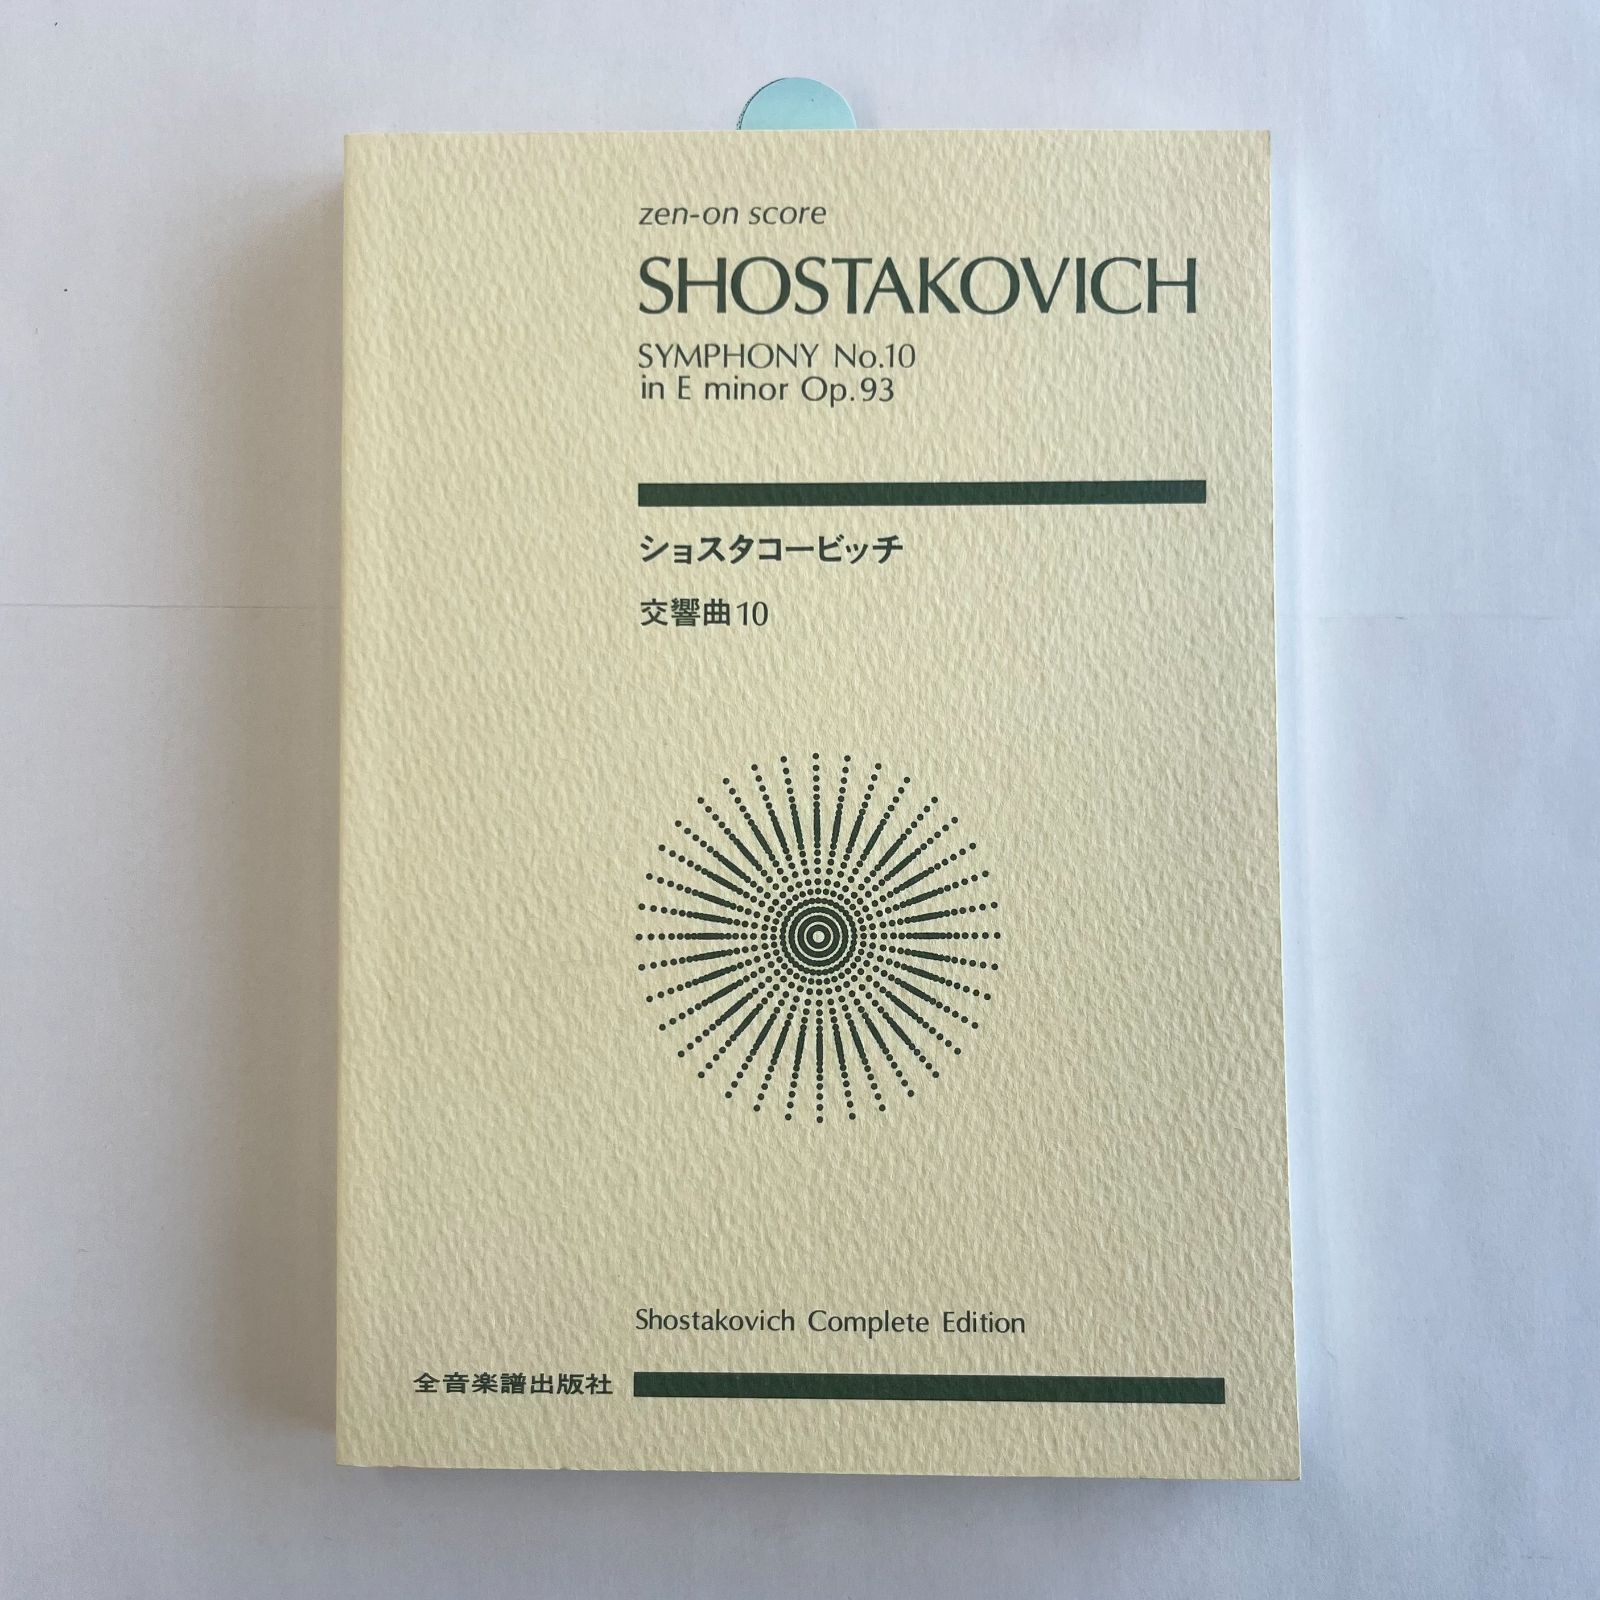 zen-on score
SHOSTAKOVICH
SYMPHONY No.10
in E minor Op.93
ショスタコービッチ
交響曲10
Shostakovich Complete Edition
全音楽譜出版社